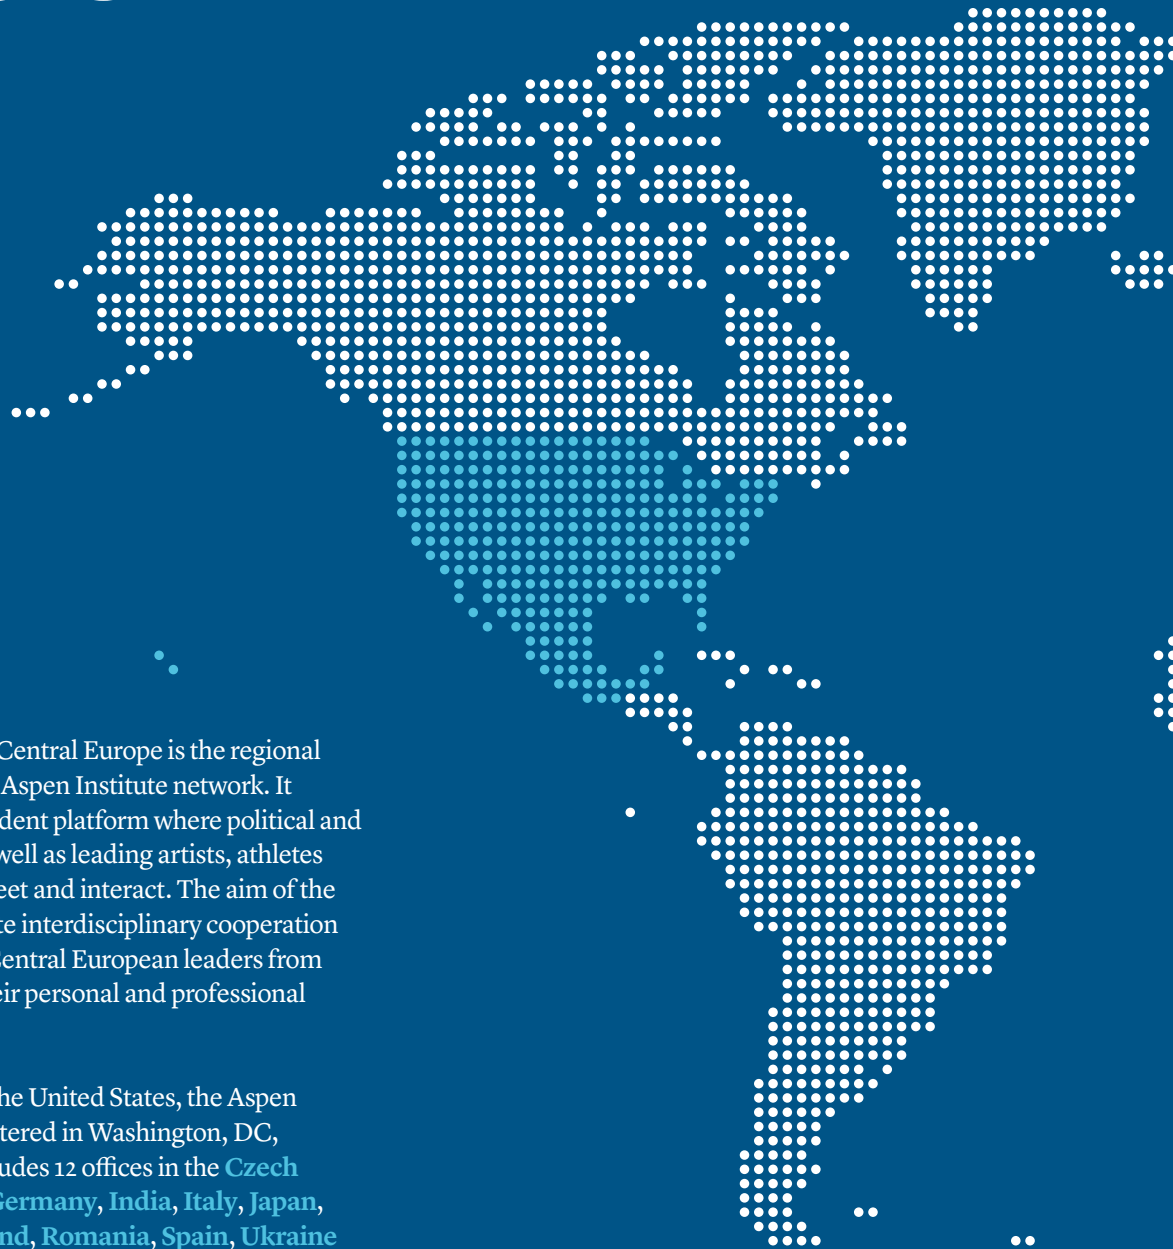 Central Europe is the regional
Aspen Institute network. It
dent platform where political and
well as leading artists, athletes
eet and interact. The aim of the
te interdisciplinary cooperation
Central European leaders from
eir personal and professional
he United States, the Aspen
tered in Washington, DC,
udes 12 offices in the Czech
Germany, India, Italy, Japan,
nd, Romania, Spain, Ukraine